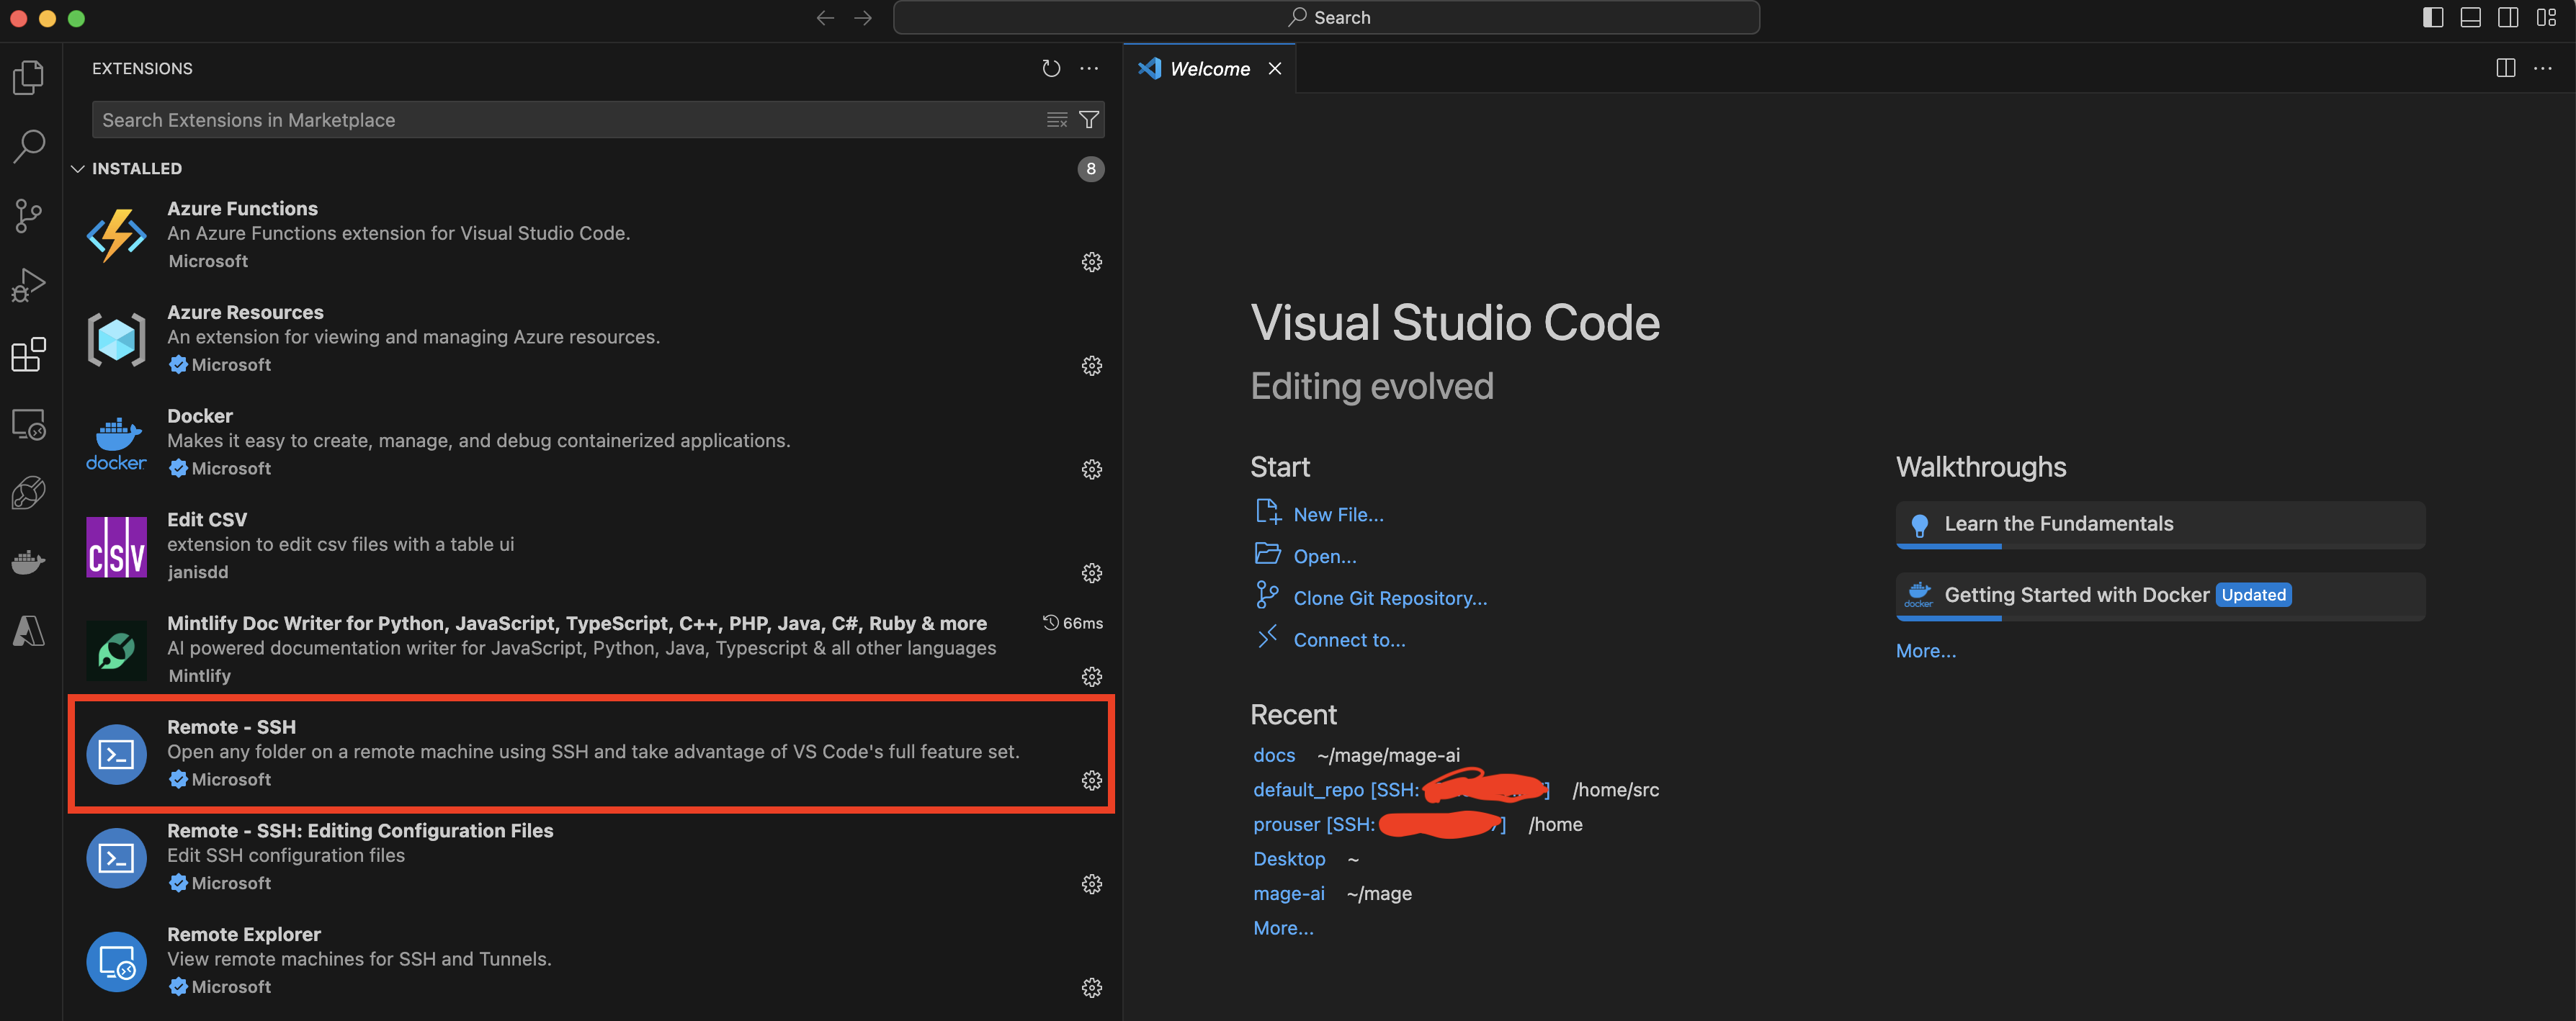 Search
EXTENSIONS
Search Extensions in Marketplace
INSTALLED
8
Azure Functions
An Azure Functions extension for Visual Studio Code.
Microsoft
Azure Resources
An extension for viewing and managing Azure resources.
Microsoft
docker
Docker
Makes it easy to create, manage, and debug containerized applications.
Microsoft
CSV
Edit CSV
extension to edit csv files with a table ui
janisdd
Mintlify Doc Writer for Python, JavaScript, TypeScript, C++, PHP, Java, C#, Ruby & more
66ms
AI powered documentation writer for JavaScript, Python, Java, Typescript & all other languages
Mintlify
Remote - SSH
Open any folder on a remote machine using SSH and take advantage of VS Code's full feature set.
Microsoft
Remote - SSH: Editing Configuration Files
Edit SSH configuration files
Microsoft
Remote Explorer
View remote machines for SSH and Tunnels.
Microsoft
Welcome
Visual Studio Code
Editing evolved
Start
New File...
Open...
Clone Git Repository...
Connect to...
Recent
docs ~/mage/mage-ai
default_repo [SSH: ] /home/src
prouser [SSH: ] /home
Desktop ~
mage-ai ~/mage
More...
Walkthroughs
Learn the Fundamentals
docker
Getting Started with Docker Updated
More...